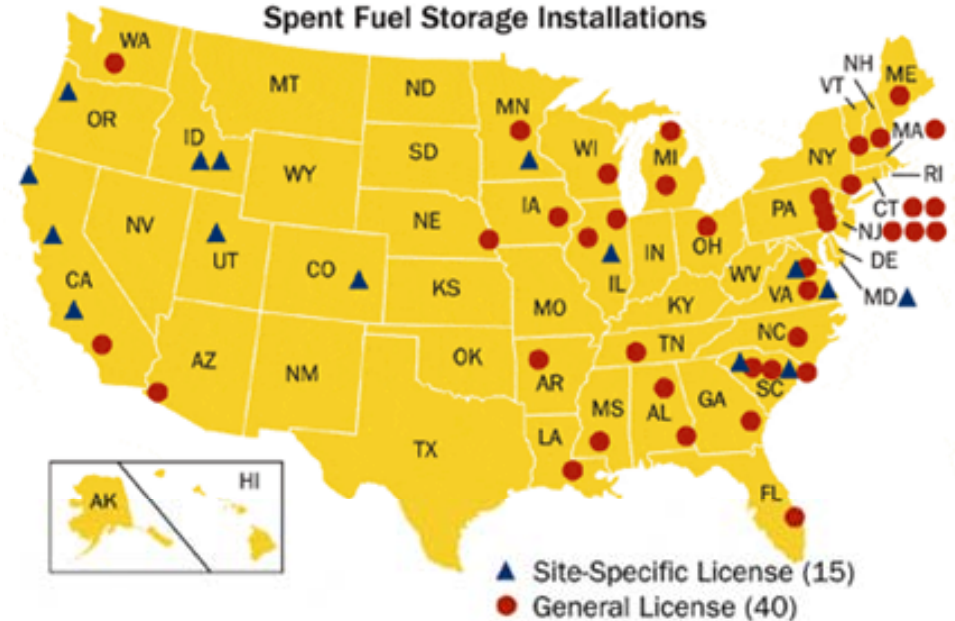 Spent Fuel Storage Installations
WA
MT
ND
MN
NH
VT
ME
OR
ID
SD
WI
MI
NY
MA
WY
RI
IA
PA
CT
NE
NJ
NV
UT
CO
IL
IN
OH
DE
WV
CA
KS
MO
VA
MD
KY
AZ
NM
OK
TN
NC
AR
SC
MS
AL
GA
LA
TX
FL
AK
HI
Site-Specific License (15)
General License (40)